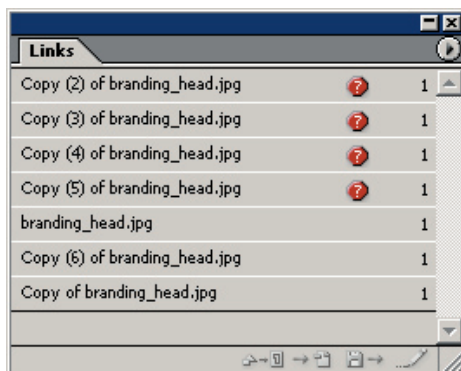 Links
Copy (2) of branding_head.jpg ? 1
Copy (3) of branding_head.jpg ? 1
Copy (4) of branding_head.jpg ? 1
Copy (5) of branding_head.jpg ? 1
branding_head.jpg 1
Copy (6) of branding_head.jpg 1
Copy of branding_head.jpg 1